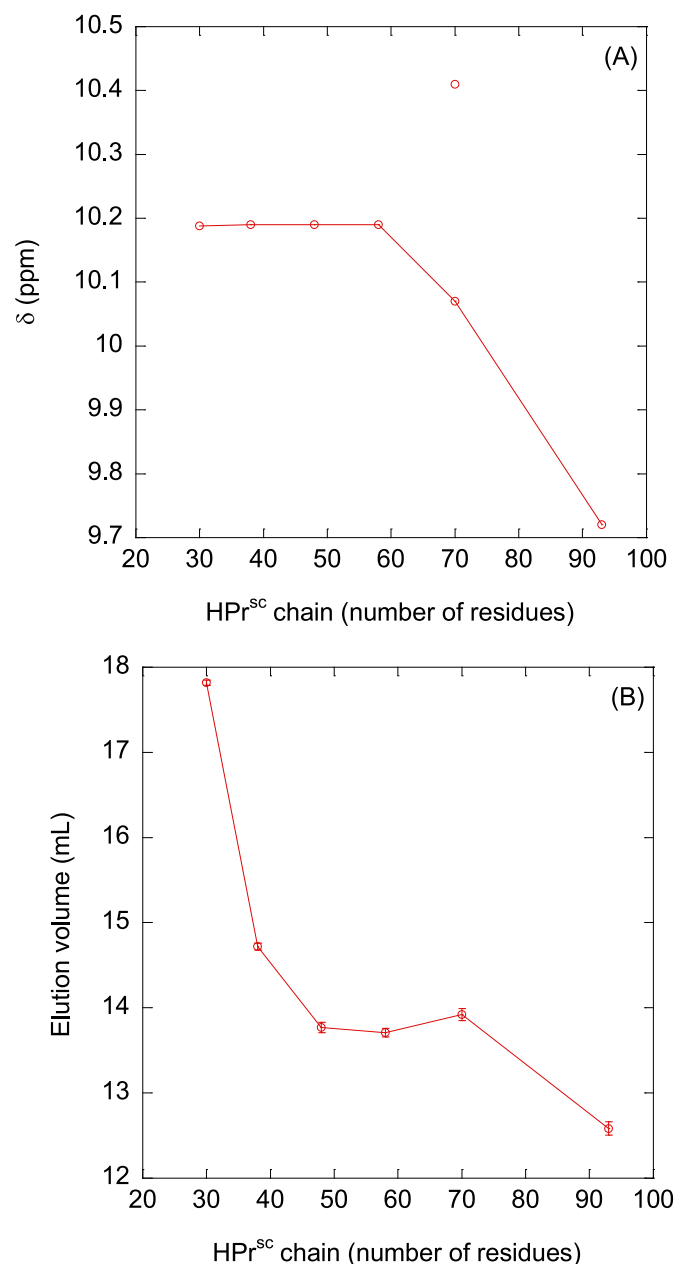 (A)
10.5
10.4
10.3
10.2
10.1
10
9.9
9.8
9.7
δ (ppm)
20 30 40 50 60 70 80 90 100
HPr^sc chain (number of residues)
(B)
18
17
16
15
14
13
12
Elution volume (mL)
20 30 40 50 60 70 80 90 100
HPr^sc chain (number of residues)